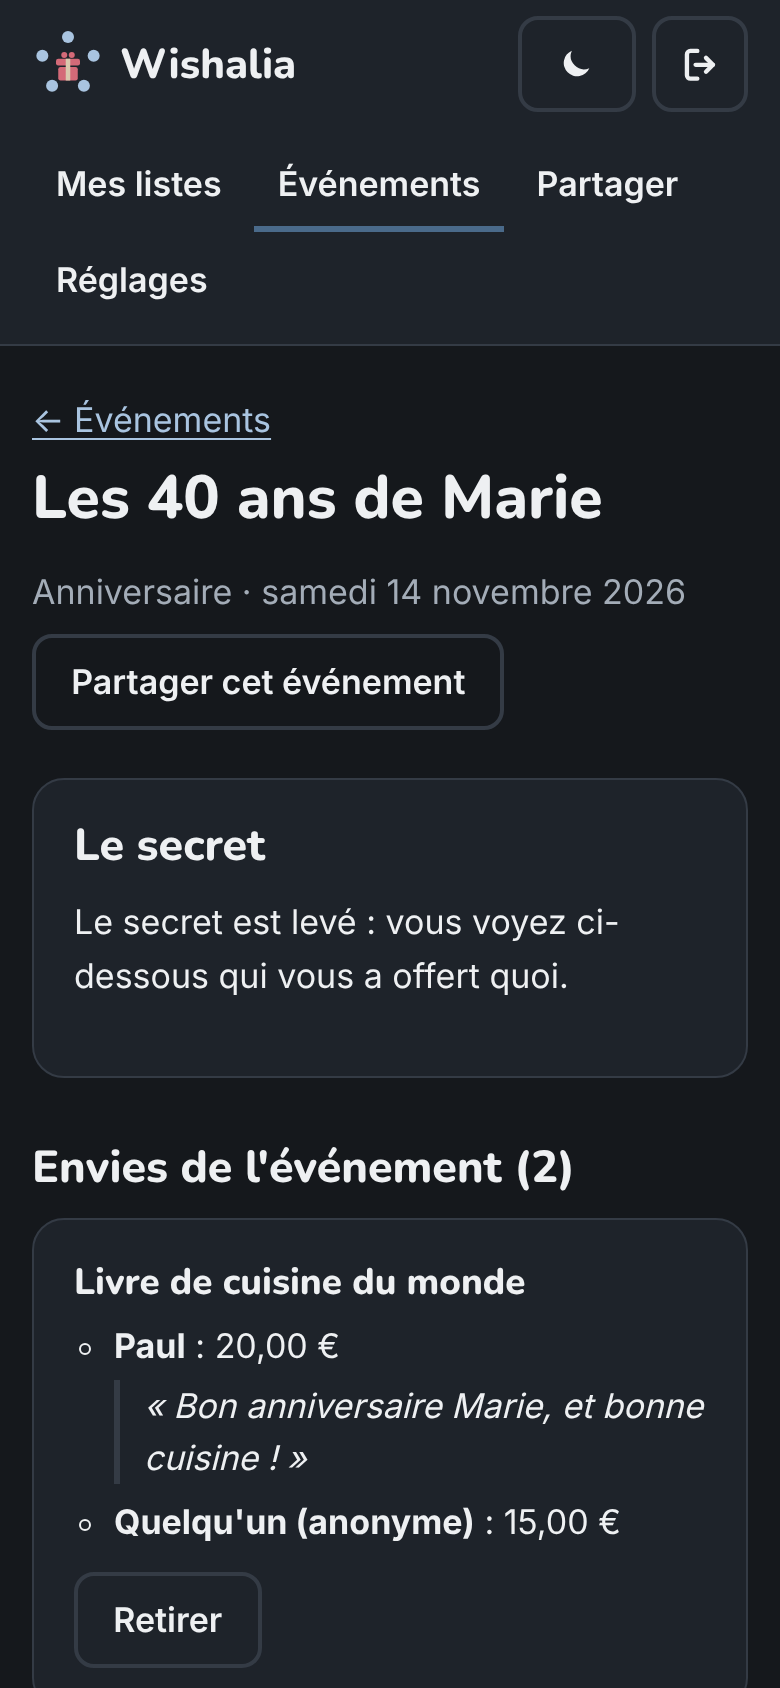 Wishalia
Mes listes
Événements
Partager
Réglages
← Événements
Les 40 ans de Marie
Anniversaire · samedi 14 novembre 2026
Partager cet événement
Le secret
Le secret est levé : vous voyez ci-
dessous qui vous a offert quoi.
Envies de l'événement (2)
Livre de cuisine du monde
Paul : 20,00 €
« Bon anniversaire Marie, et bonne
cuisine ! »
Quelqu'un (anonyme) : 15,00 €
Retirer